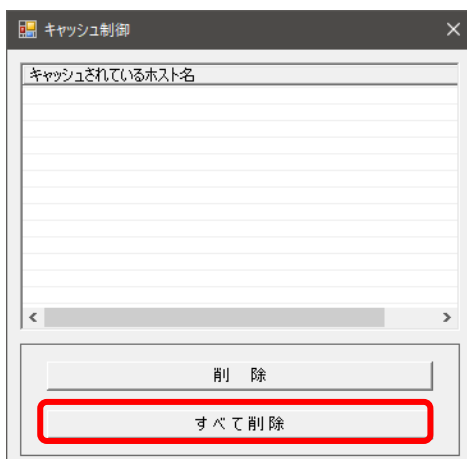 キャッシュ制御
キャッシュされているホスト名
削　除
すべて削除